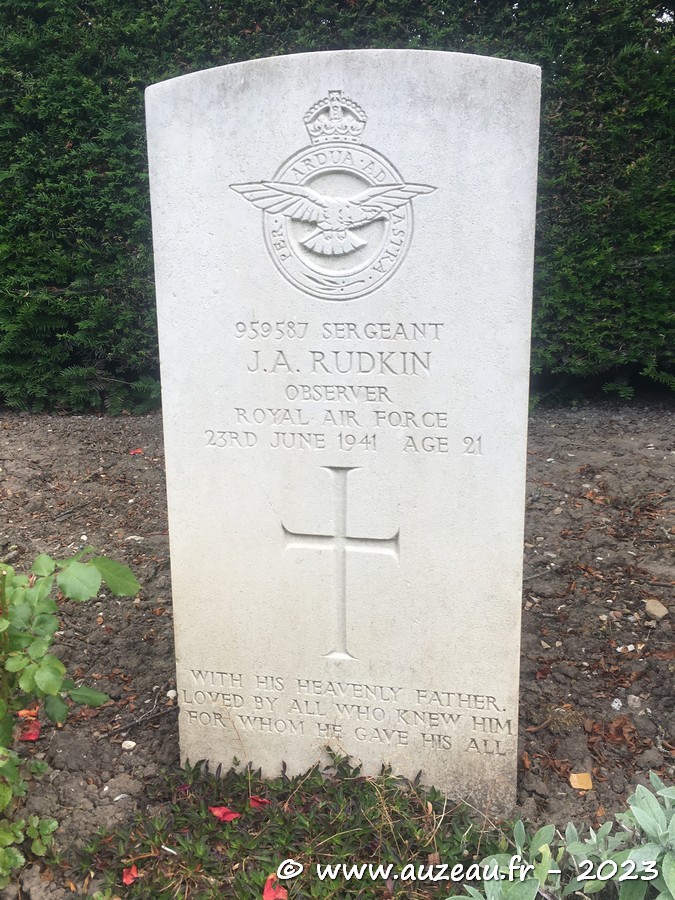 PER · ARDUA · AD ASTRA
959587 SERGEANT
J.A. RUDKIN
OBSERVER
ROYAL AIR FORCE
23RD JUNE 1941 AGE 21
WITH HIS HEAVENLY FATHER.
LOVED BY ALL WHO KNEW HIM
FOR WHOM HE GAVE HIS ALL
© www.auzeau.fr - 2023